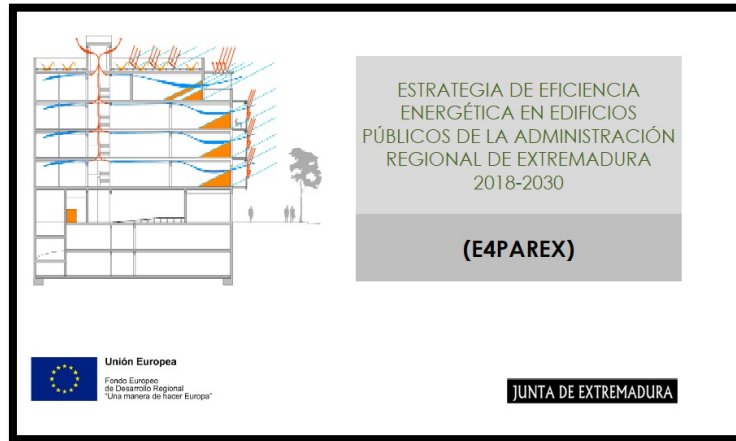 ESTRATEGIA DE EFICIENCIA
ENERGÉTICA EN EDIFICIOS
PÚBLICOS DE LA ADMINISTRACIÓN
REGIONAL DE EXTREMADURA
2018-2030
(E4PAREX)
Unión Europea
Fondo Europeo
de Desarrollo Regional
"Una manera de hacer Europa"
JUNTA DE EXTREMADURA